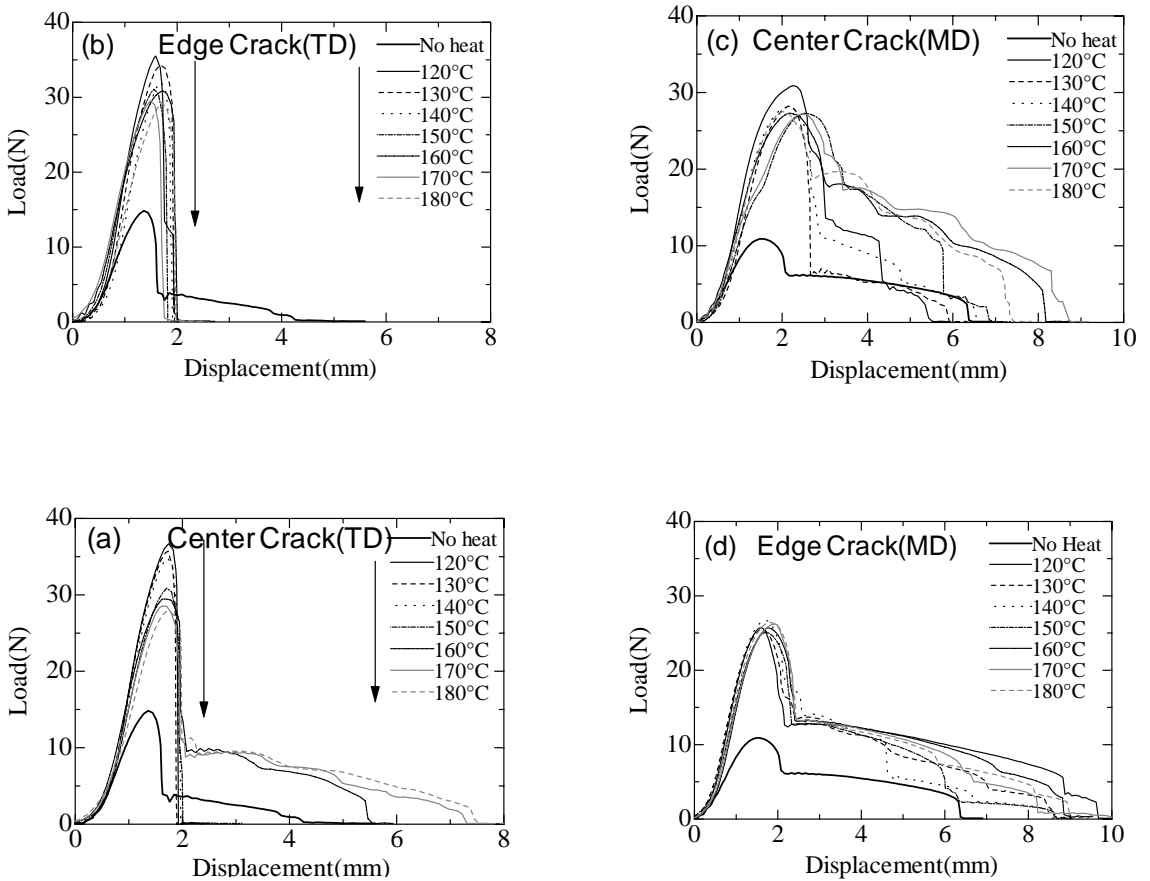 (b) Edge Crack(TD)
Load(N)
40
30
20
10
0
0 2 4 6 8
Displacement(mm)
No heat
120°C
130°C
140°C
150°C
160°C
170°C
180°C
(c) Center Crack(MD)
Load(N)
40
30
20
10
0
0 2 4 6 8 10
Displacement(mm)
No heat
120°C
130°C
140°C
150°C
160°C
170°C
180°C
(a) Center Crack(TD)
Load(N)
40
30
20
10
0
0 2 4 6 8
Displacement(mm)
No heat
120°C
130°C
140°C
150°C
160°C
170°C
180°C
(d) Edge Crack(MD)
Load(N)
40
30
20
10
0
0 2 4 6 8 10
Displacement(mm)
No Heat
120°C
130°C
140°C
150°C
160°C
170°C
180°C